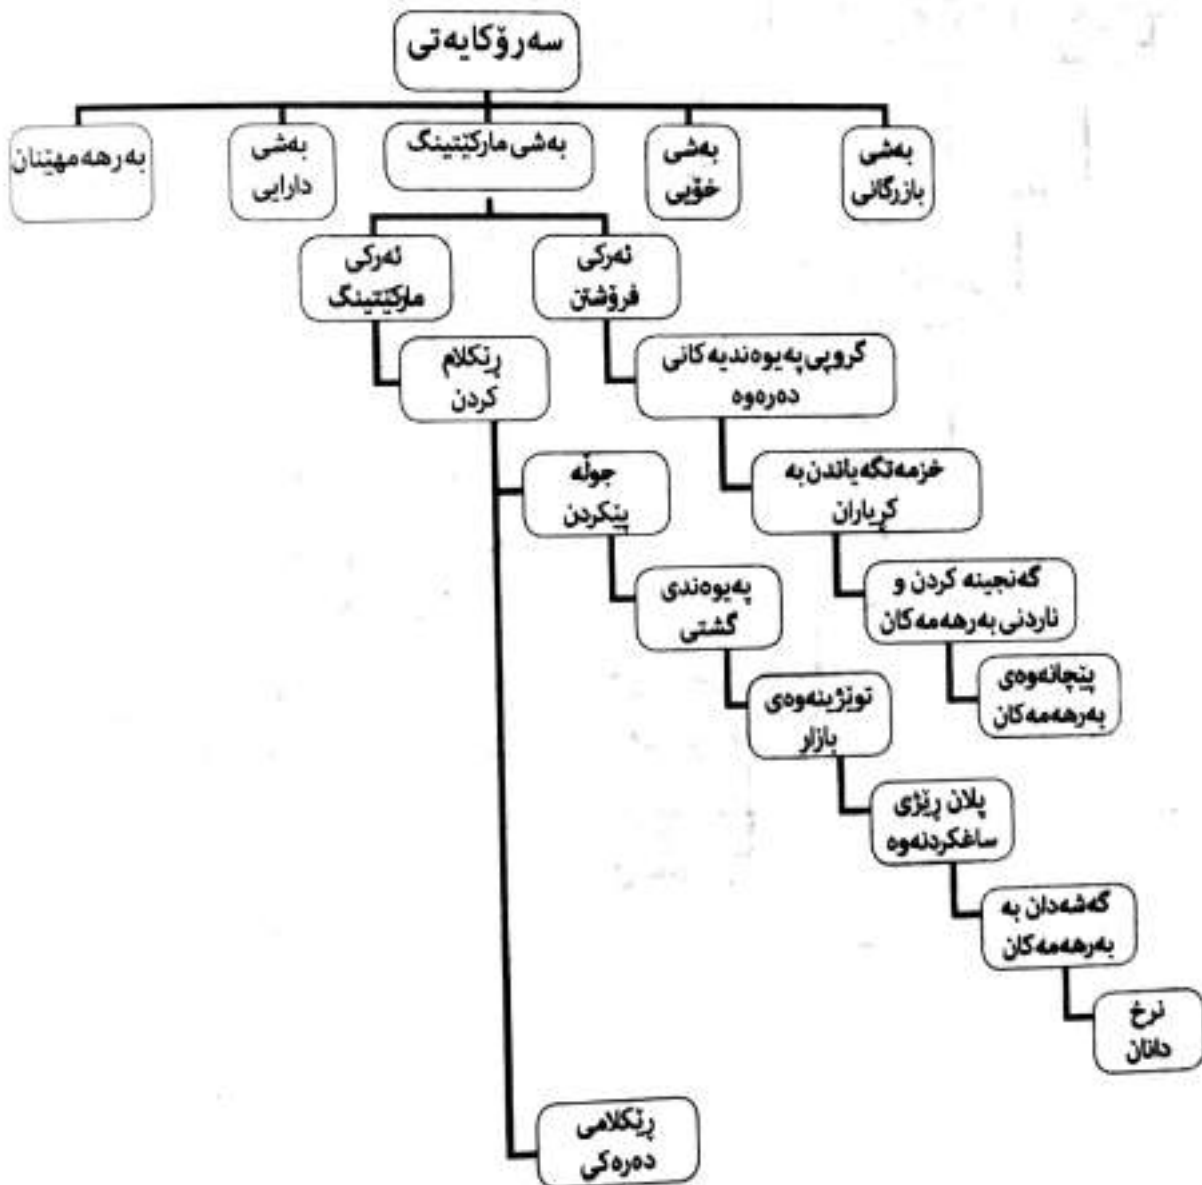 سەرۆکایەتی
بەشی
بازرگانی
بەشی
خۆیی
بەشی مارکێتینگ
بەشی
دارایی
بەرهەمهێنان
ئەرکی
فرۆشتن
ئەرکی
مارکێتینگ
گروپی پەیوەندیەکانی
دەرەوە
ڕێکلام
کردن
خزمەتگەیاندن بە
کڕیاران
جوڵە
پێکردن
گەنجینە کردن و
ناردنی بەرهەمەکان
پەیوەندی
گشتی
پێچانەوەی
بەرهەمەکان
توێژینەوەی
بازار
پلان ڕێژی
ساغکردنەوە
گەشەدان بە
بەرهەمەکان
نرخ
دانان
ڕێکلامی
دەرەکی